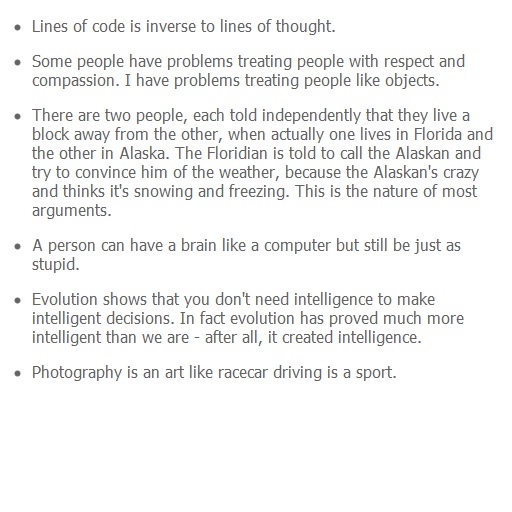 • Lines of code is inverse to lines of thought.
• Some people have problems treating people with respect and
compassion. I have problems treating people like objects.
• There are two people, each told independently that they live a
block away from the other, when actually one lives in Florida and
the other in Alaska. The Floridian is told to call the Alaskan and
try to convince him of the weather, because the Alaskan's crazy
and thinks it's snowing and freezing. This is the nature of most
arguments.
• A person can have a brain like a computer but still be just as
stupid.
• Evolution shows that you don't need intelligence to make
intelligent decisions. In fact evolution has proved much more
intelligent than we are - after all, it created intelligence.
• Photography is an art like racecar driving is a sport.